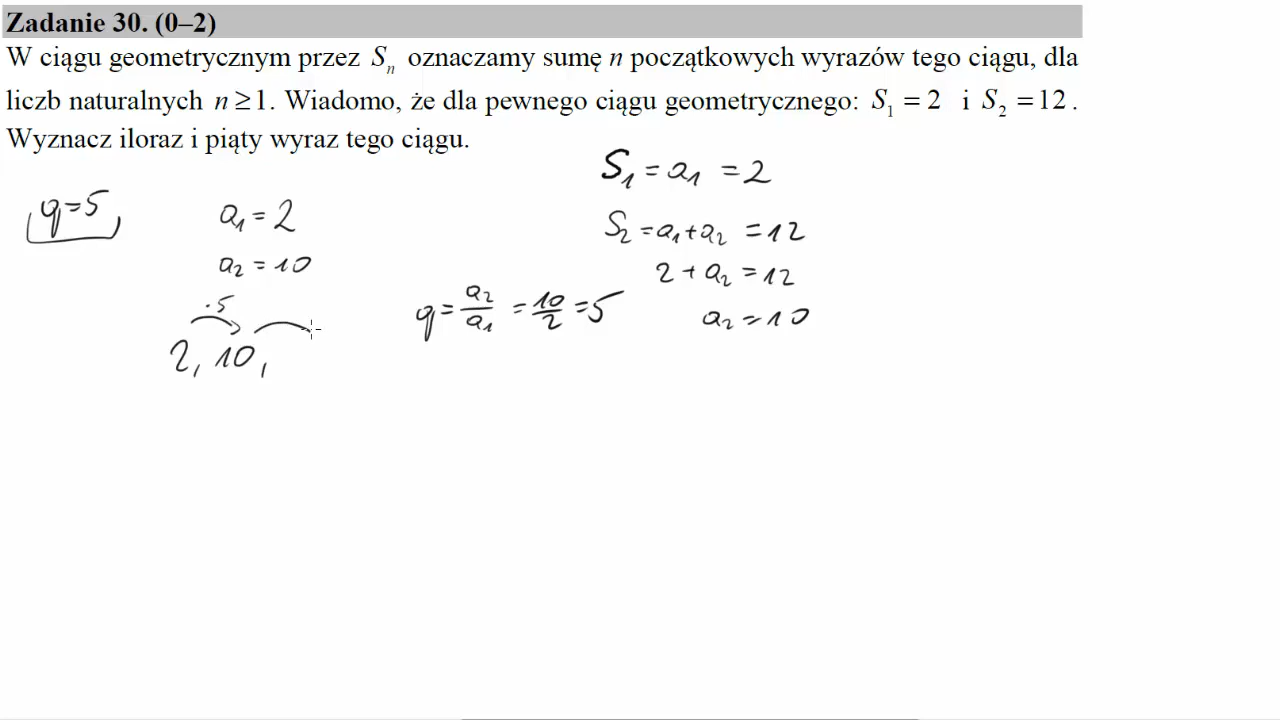 Zadanie 30. (0–2)
W ciągu geometrycznym przez Sₙ oznaczamy sumę n początkowych wyrazów tego ciągu, dla
liczb naturalnych n ≥ 1. Wiadomo, że dla pewnego ciągu geometrycznego: S₁ = 2 i S₂ = 12.
Wyznacz iloraz i piąty wyraz tego ciągu.
S₁ = a₁ = 2
q = 5
a₁ = 2
S₂ = a₁ + a₂ = 12
a₂ = 10
2 + a₂ = 12
·5
q = a₂/a₁ = 10/2 = 5
a₂ = 10
2, 10,